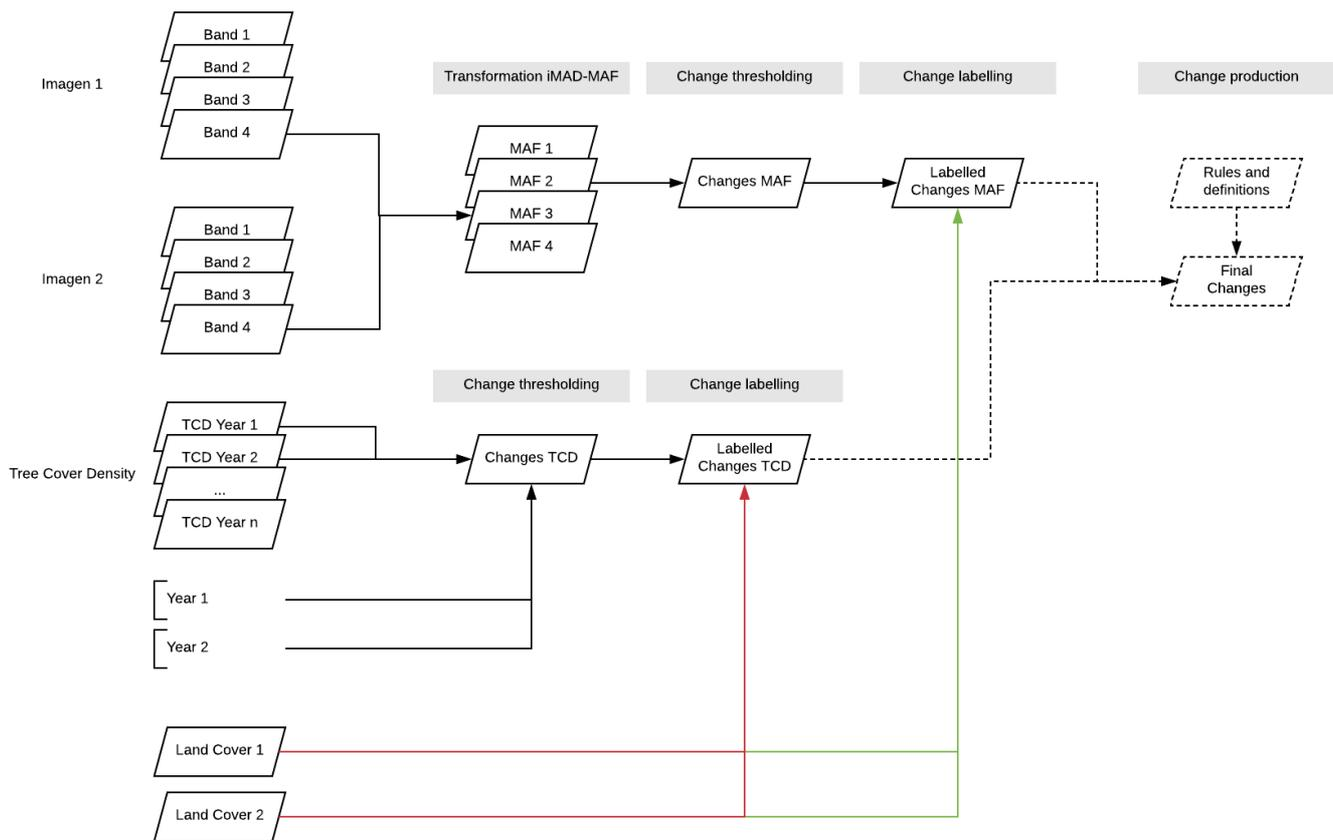 Imagen 1
Band 1
Band 2
Band 3
Band 4
Imagen 2
Band 1
Band 2
Band 3
Band 4
Transformation iMAD-MAF
Change thresholding
Change labelling
Change production
MAF 1
MAF 2
MAF 3
MAF 4
Changes MAF
Labelled
Changes MAF
Rules and
definitions
Final
Changes
Change thresholding
Change labelling
Tree Cover Density
TCD Year 1
TCD Year 2
...
TCD Year n
Changes TCD
Labelled
Changes TCD
Year 1
Year 2
Land Cover 1
Land Cover 2